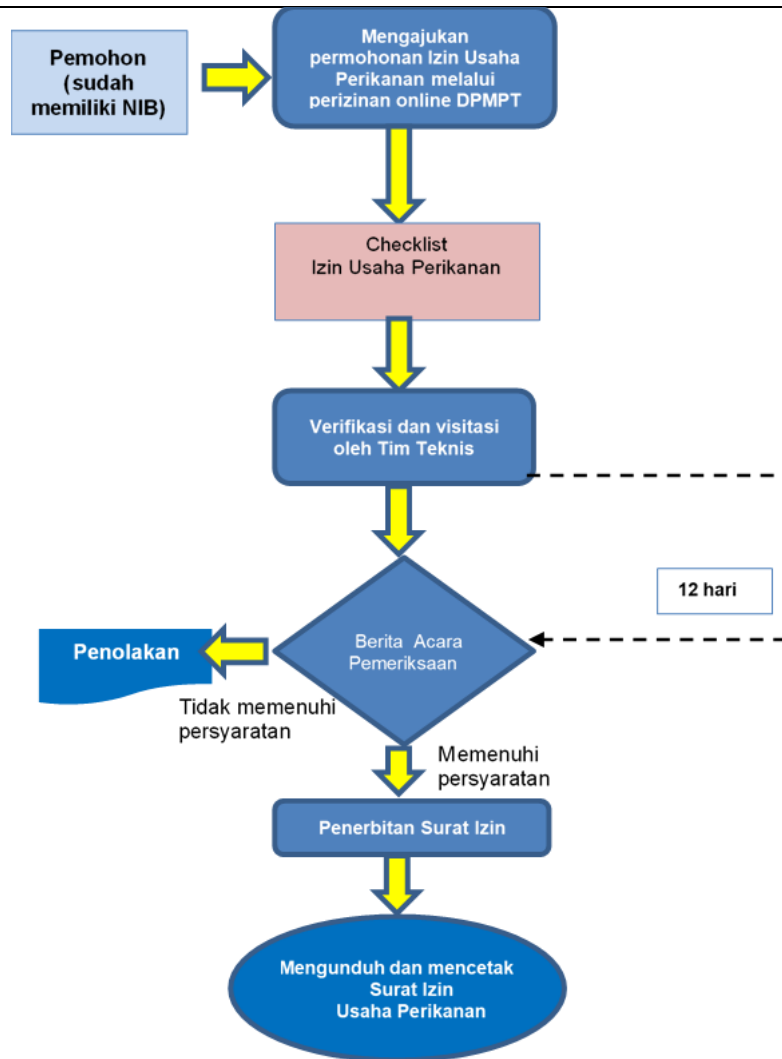 Pemohon
(sudah
memiliki NIB)
Mengajukan
permohonan Izin Usaha
Perikanan melalui
perizinan online DPMPT
Checklist
Izin Usaha Perikanan
Verifikasi dan visitasi
oleh Tim Teknis
12 hari
Berita Acara
Pemeriksaan
Penolakan
Tidak memenuhi
persyaratan
Memenuhi
persyaratan
Penerbitan Surat Izin
Mengunduh dan mencetak
Surat Izin
Usaha Perikanan